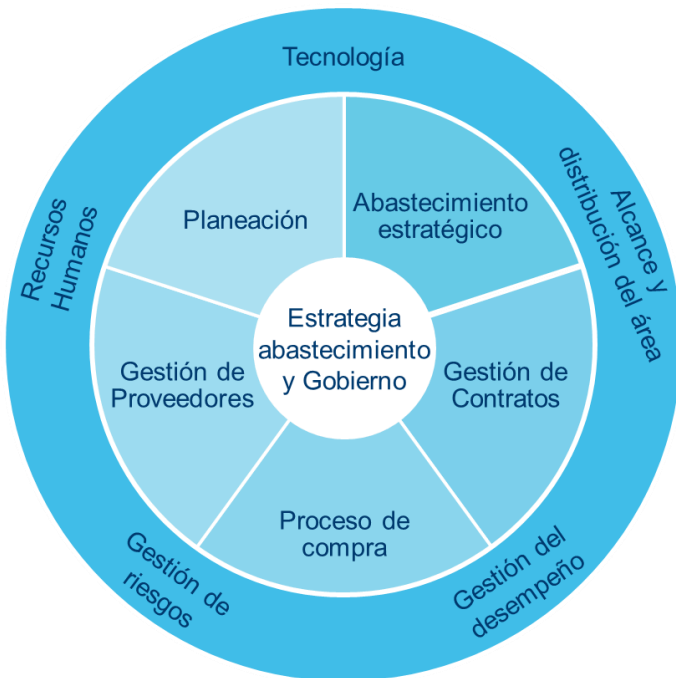 Tecnología
Alcance y
distribución del área
Recursos
Humanos
Planeación
Abastecimiento
estratégico
Estrategia
abastecimiento
y Gobierno
Gestión de
Proveedores
Gestión de
Contratos
Proceso de
compra
Gestión de
riesgos
Gestión del
desempeño